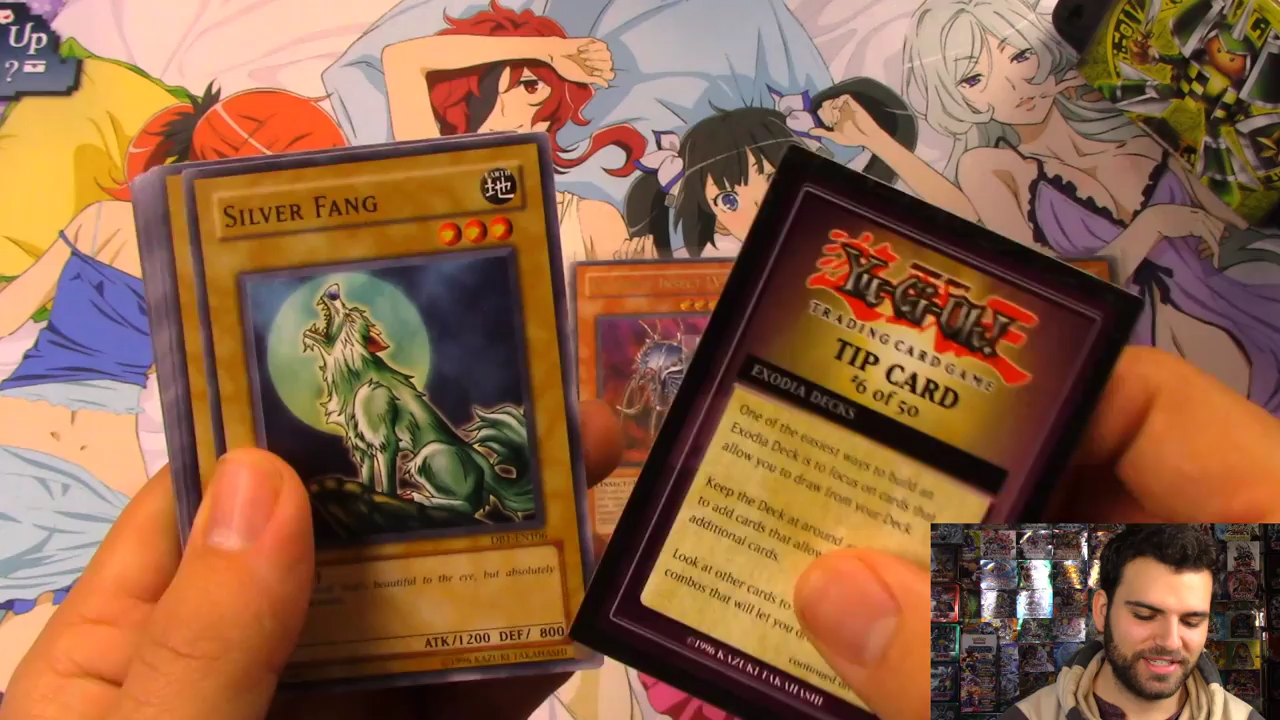 Up
?
SILVER FANG
EARTH
地
DB1-EN106
beautiful to the eye, but absolutely
ATK/1200 DEF/ 800
©1996 KAZUKI TAKAHASHI
INSECT
YU-GI-OH!
TRADING CARD GAME
TIP CARD
#6 OF 50
EXODIA DECKS
One of the easiest ways to build an
Exodia Deck is to focus on cards that
allow you to draw from your Deck
Keep the Deck at around
to add cards that allow
additional cards.
Look at other cards to
combos that will let you
continued on
©1996 KAZUKI TAKAHASHI